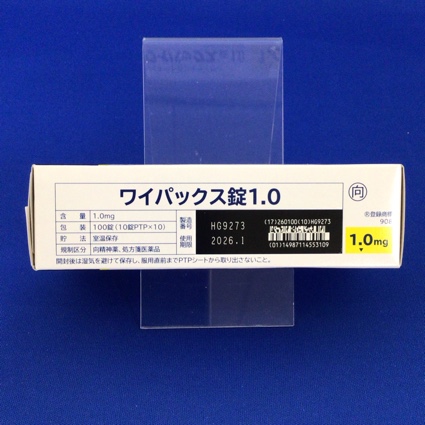 ワイパックス錠1.0
向
®登録商標
含 量 1.0mg
包 装 100錠(10錠PTP×10)
貯 法 室温保存
規制区分 向精神薬、処方箋医薬品
製造番号 HG9273
使用期限 2026.1
(17)260100(10)HG9273
(01)14987114553109
1.0mg
開封後は湿気を避けて保存し、服用直前までPTPシートから取り出さないこと。